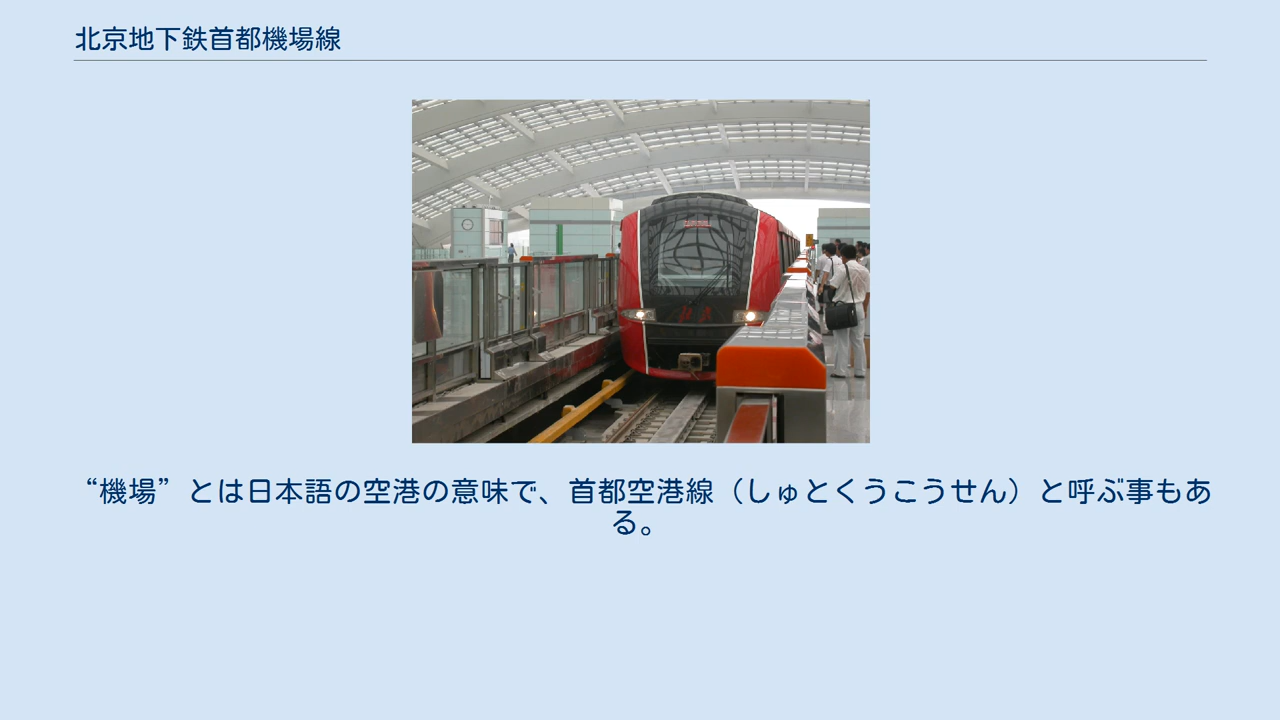 北京地下鉄首都機場線
“機場”とは日本語の空港の意味で、首都空港線（しゅとくうこうせん）と呼ぶ事もあ
る。